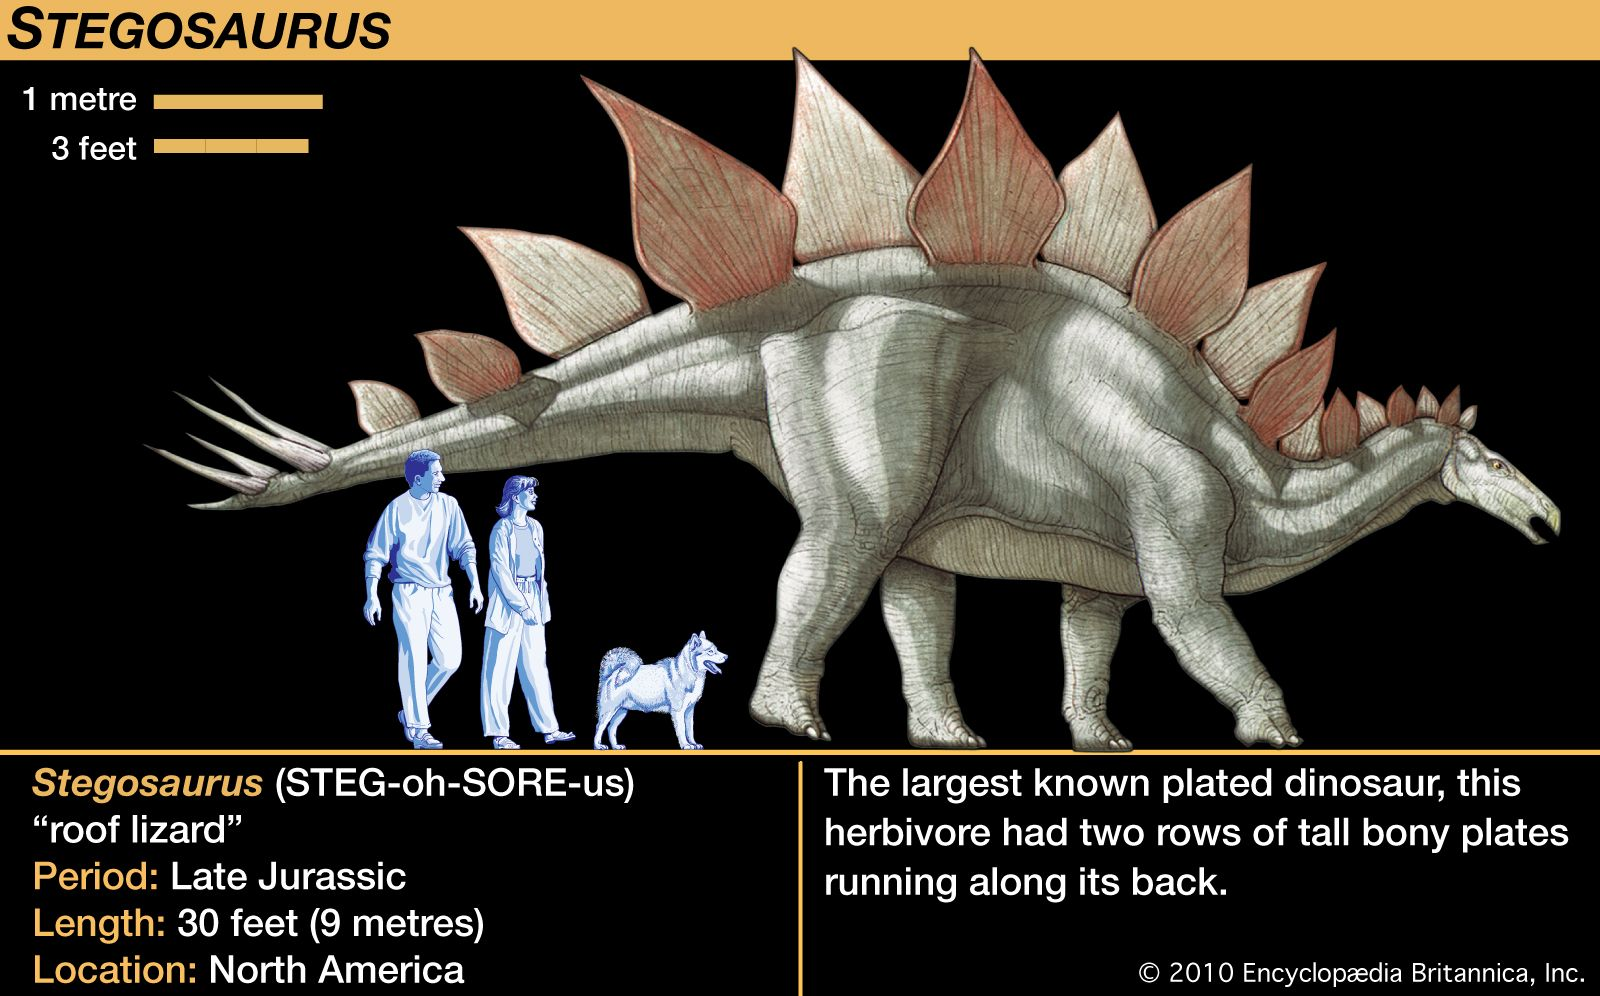 STEGOSAURUS
1 metre
3 feet
Stegosaurus (STEG-oh-SORE-us)
“roof lizard”
Period: Late Jurassic
Length: 30 feet (9 metres)
Location: North America
The largest known plated dinosaur, this
herbivore had two rows of tall bony plates
running along its back.
© 2010 Encyclopædia Britannica, Inc.